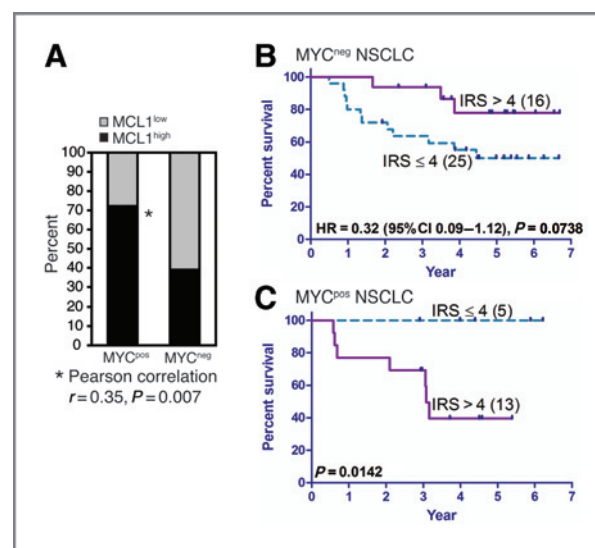 A
MCL1^low
MCL1^high
Percent
100
90
80
70
60
50
40
30
20
10
0
*
MYC^pos MYC^neg
* Pearson correlation
r = 0.35, P = 0.007
B
MYC^neg NSCLC
Percent survival
100
80
60
40
20
0
IRS > 4 (16)
IRS ≤ 4 (25)
HR = 0.32 (95%CI 0.09–1.12), P = 0.0738
0 1 2 3 4 5 6 7
Year
C
MYC^pos NSCLC
Percent survival
100
80
60
40
20
0
IRS ≤ 4 (5)
IRS > 4 (13)
P = 0.0142
0 1 2 3 4 5 6 7
Year